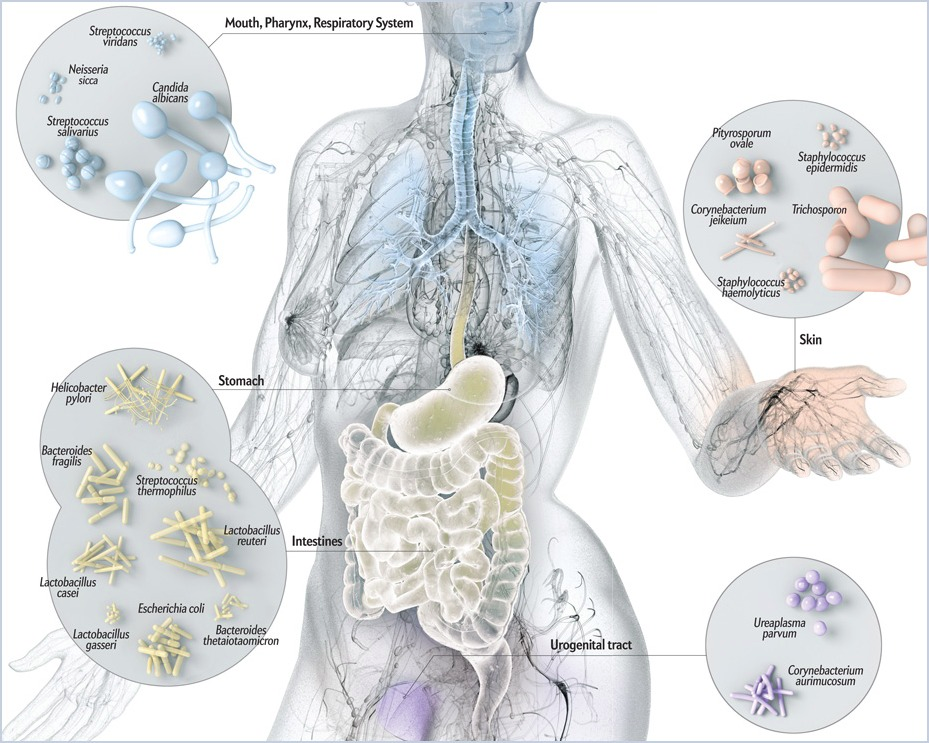 Mouth, Pharynx, Respiratory System
Streptococcus
viridans
Neisseria
sicca
Candida
albicans
Streptococcus
salivarius
Pityrosporum
ovale
Staphylococcus
epidermidis
Corynebacterium
jeikeium
Trichosporon
Staphylococcus
haemolyticus
Skin
Stomach
Helicobacter
pylori
Bacteroides
fragilis
Streptococcus
thermophilus
Lactobacillus
reuteri
Intestines
Lactobacillus
casei
Escherichia coli
Lactobacillus
gasseri
Bacteroides
thetaiotaomicron
Urogenital tract
Ureaplasma
parvum
Corynebacterium
aurimucosum